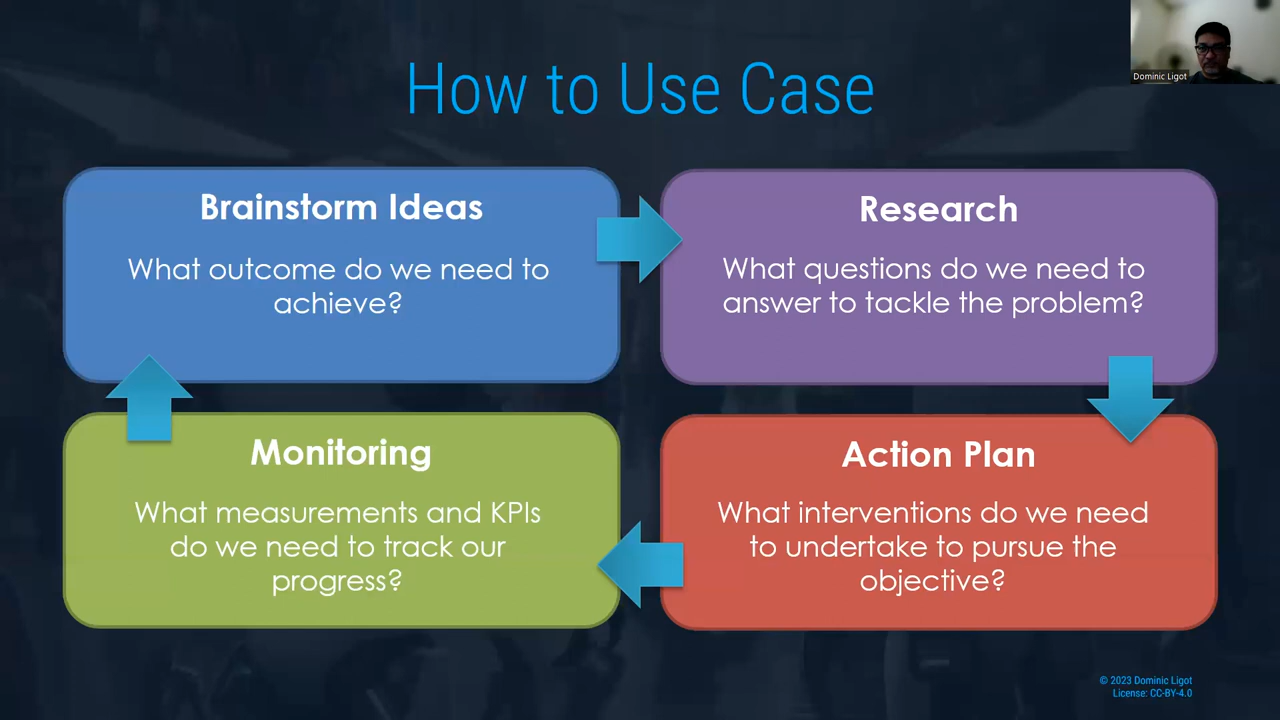 Dominic Ligot
How to Use Case
Brainstorm Ideas
What outcome do we need to
achieve?
Research
What questions do we need to
answer to tackle the problem?
Monitoring
What measurements and KPIs
do we need to track our
progress?
Action Plan
What interventions do we need
to undertake to pursue the
objective?
© 2023 Dominic Ligot
License: CC-BY-4.0